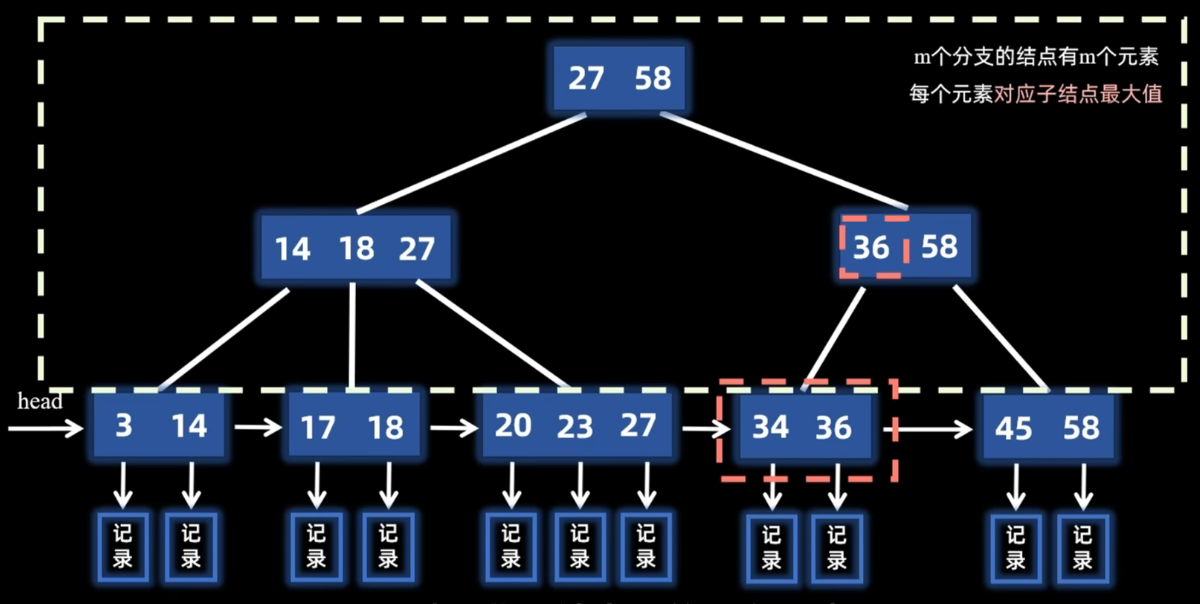 m个分支的结点有m个元素
每个元素对应子结点最大值
27 58
14 18 27
36 58
head
3 14
17 18
20 23 27
34 36
45 58
记录
记录
记录
记录
记录
记录
记录
记录
记录
记录
记录